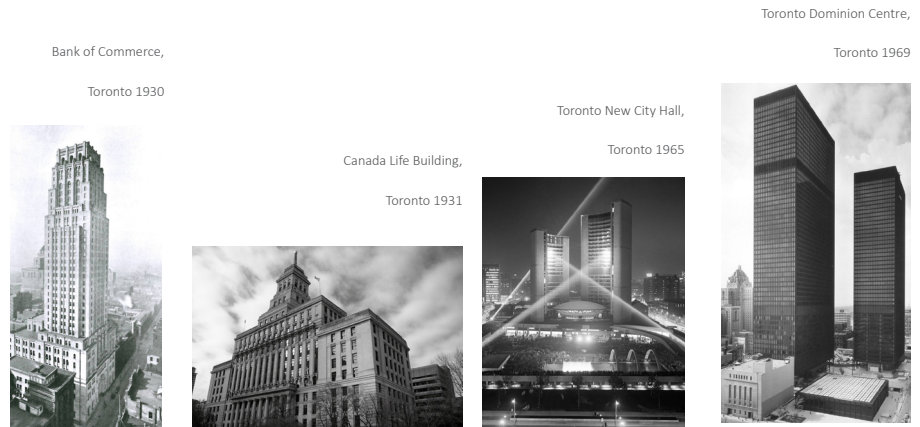 Bank of Commerce,
Toronto 1930
Canada Life Building,
Toronto 1931
Toronto New City Hall,
Toronto 1965
Toronto Dominion Centre,
Toronto 1969